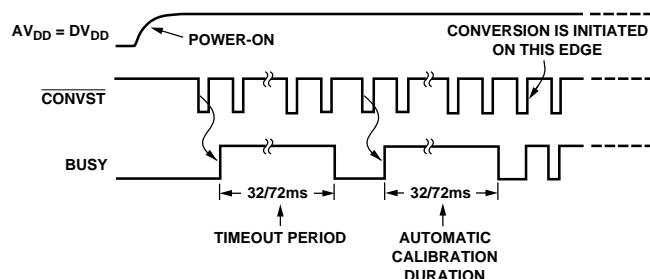 AVDD = DVDD
POWER-ON
CONVERSION IS INITIATED
ON THIS EDGE
CONVST
BUSY
32/72ms
32/72ms
TIMEOUT PERIOD
AUTOMATIC
CALIBRATION
DURATION